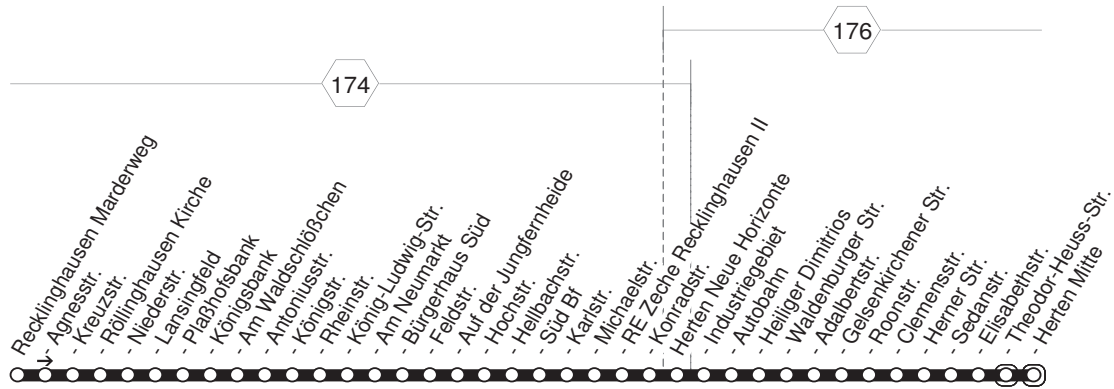 176
174
Recklinghausen Marderweg
- Agnesstr.
- Kreuzstr.
- Röllinghausen Kirche
- Niederstr.
- Lansingfeld
- Plaßhofsbank
- Königsbank
- Am Waldschlößchen
- Antoniusstr.
- Königstr.
- Rheinstr.
- König-Ludwig-Str.
- Am Neumarkt
- Bürgerhaus Süd
- Feldstr.
- Auf der Jungfernheide
- Hochstr.
- Hellbachstr.
- Süd Bf
- Karlstr.
- Michaelstr.
- RE Zeche Recklinghausen II
- Konradstr.
Herten Neue Horizonte
- Industriegebiet
- Autobahn
- Heiliger Dimitrios
- Waldenburger Str.
- Adalbertstr.
- Gelsenkirchener Str.
- Roonstr.
- Clemensstr.
- Herner Str.
- Sedanstr.
- Elisabethstr.
- Theodor-Heuss-Str.
- Herten Mitte